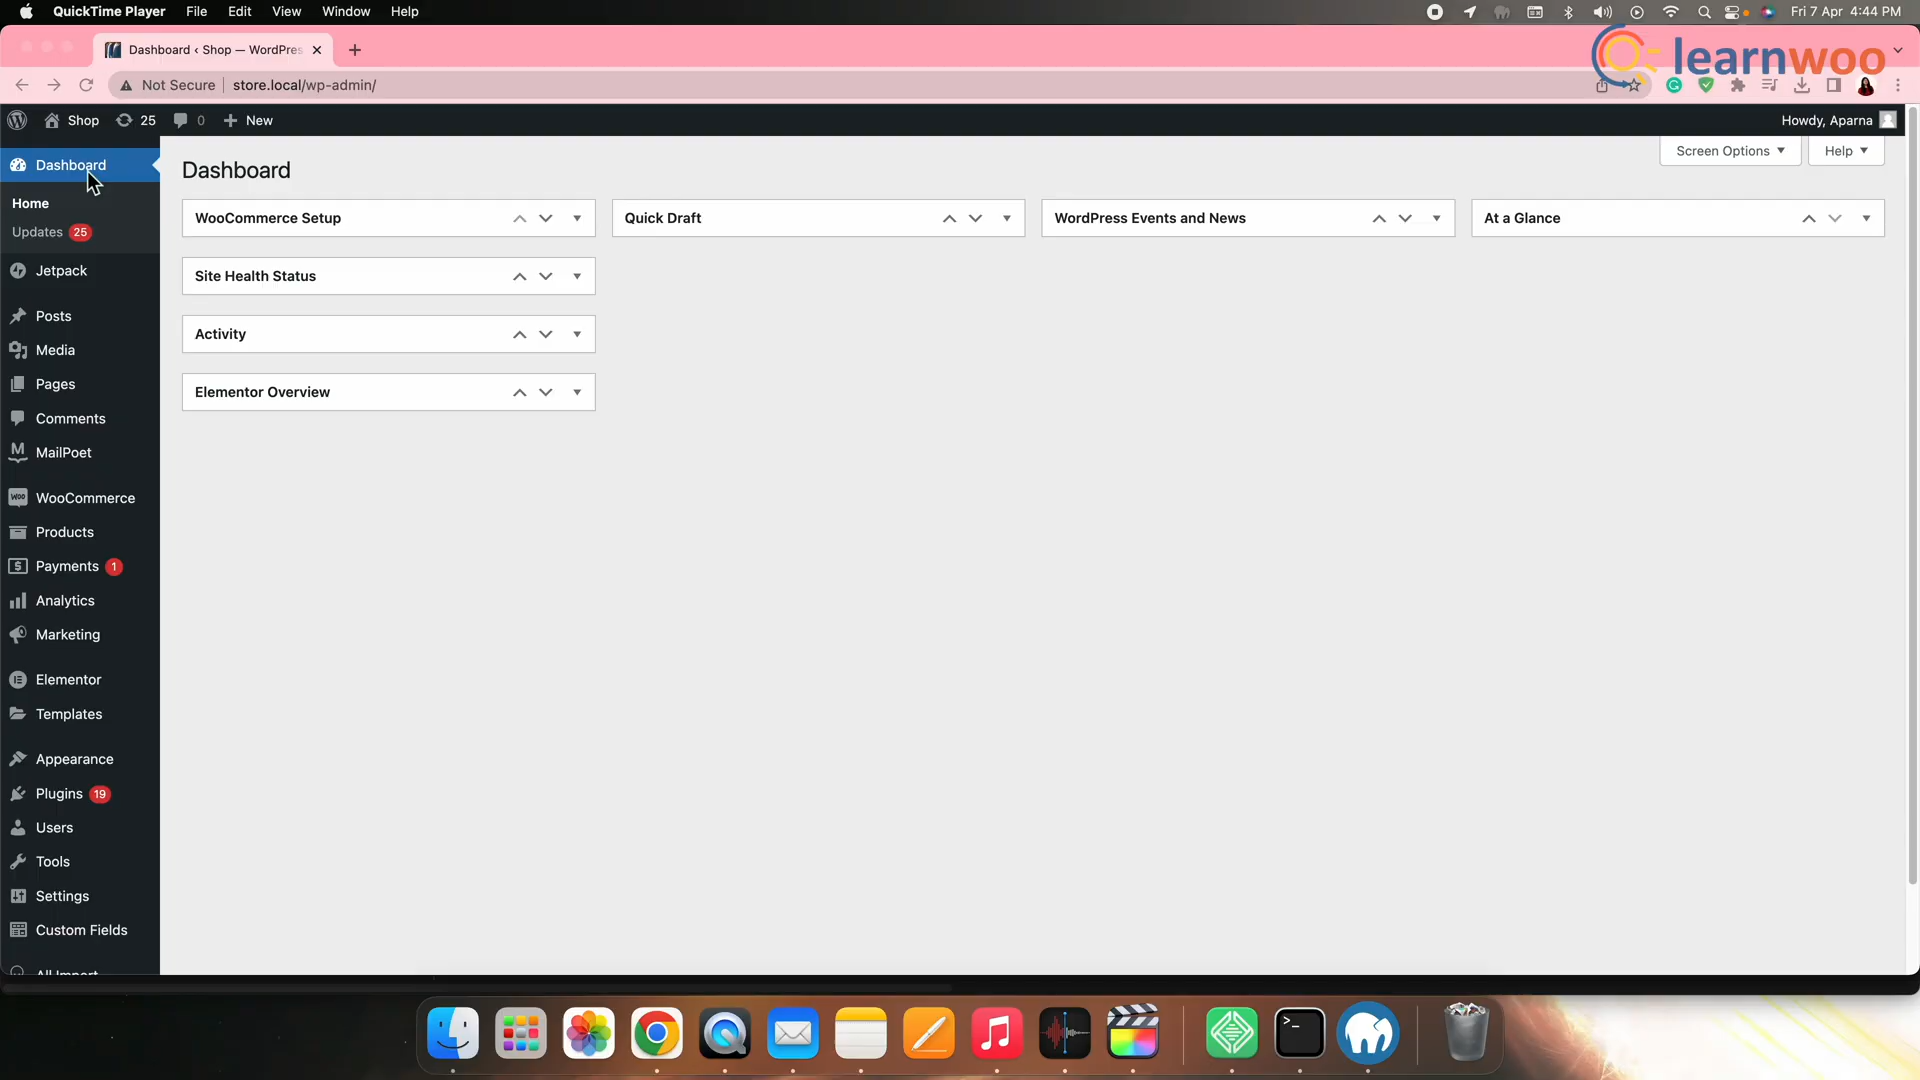 QuickTime Player File Edit View Window Help
Fri 7 Apr 4:44 PM
Dashboard ‹ Shop — WordPres
learnwoo
Not Secure store.local/wp-admin/
Shop 25 0 New
Howdy, Aparna
Dashboard
Home
Updates 25
Jetpack
Posts
Media
Pages
Comments
MailPoet
WooCommerce
Products
Payments 1
Analytics
Marketing
Elementor
Templates
Appearance
Plugins 19
Users
Tools
Settings
Custom Fields
All Import
Screen Options
Help
Dashboard
WooCommerce Setup
Quick Draft
WordPress Events and News
At a Glance
Site Health Status
Activity
Elementor Overview